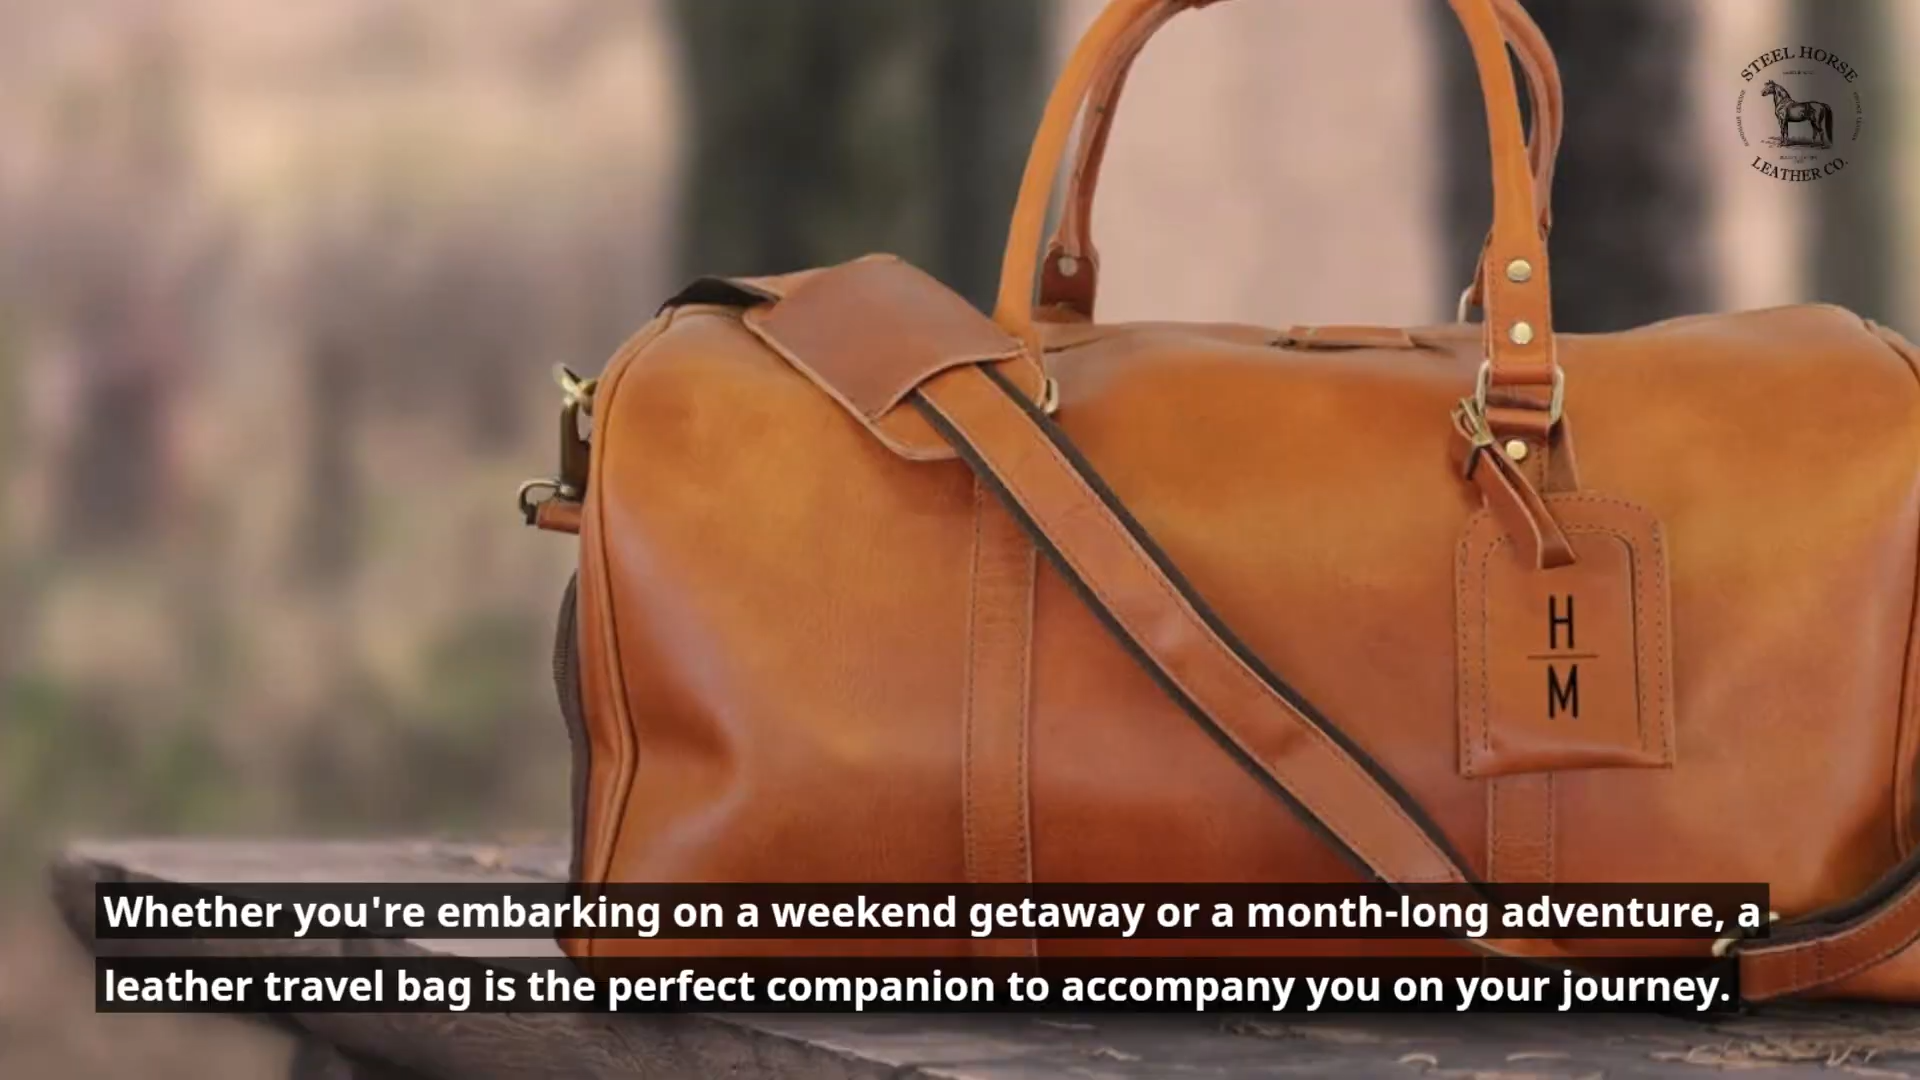 STEEL HORSE
LEATHER CO.
H
M
Whether you're embarking on a weekend getaway or a month-long adventure, a
leather travel bag is the perfect companion to accompany you on your journey.